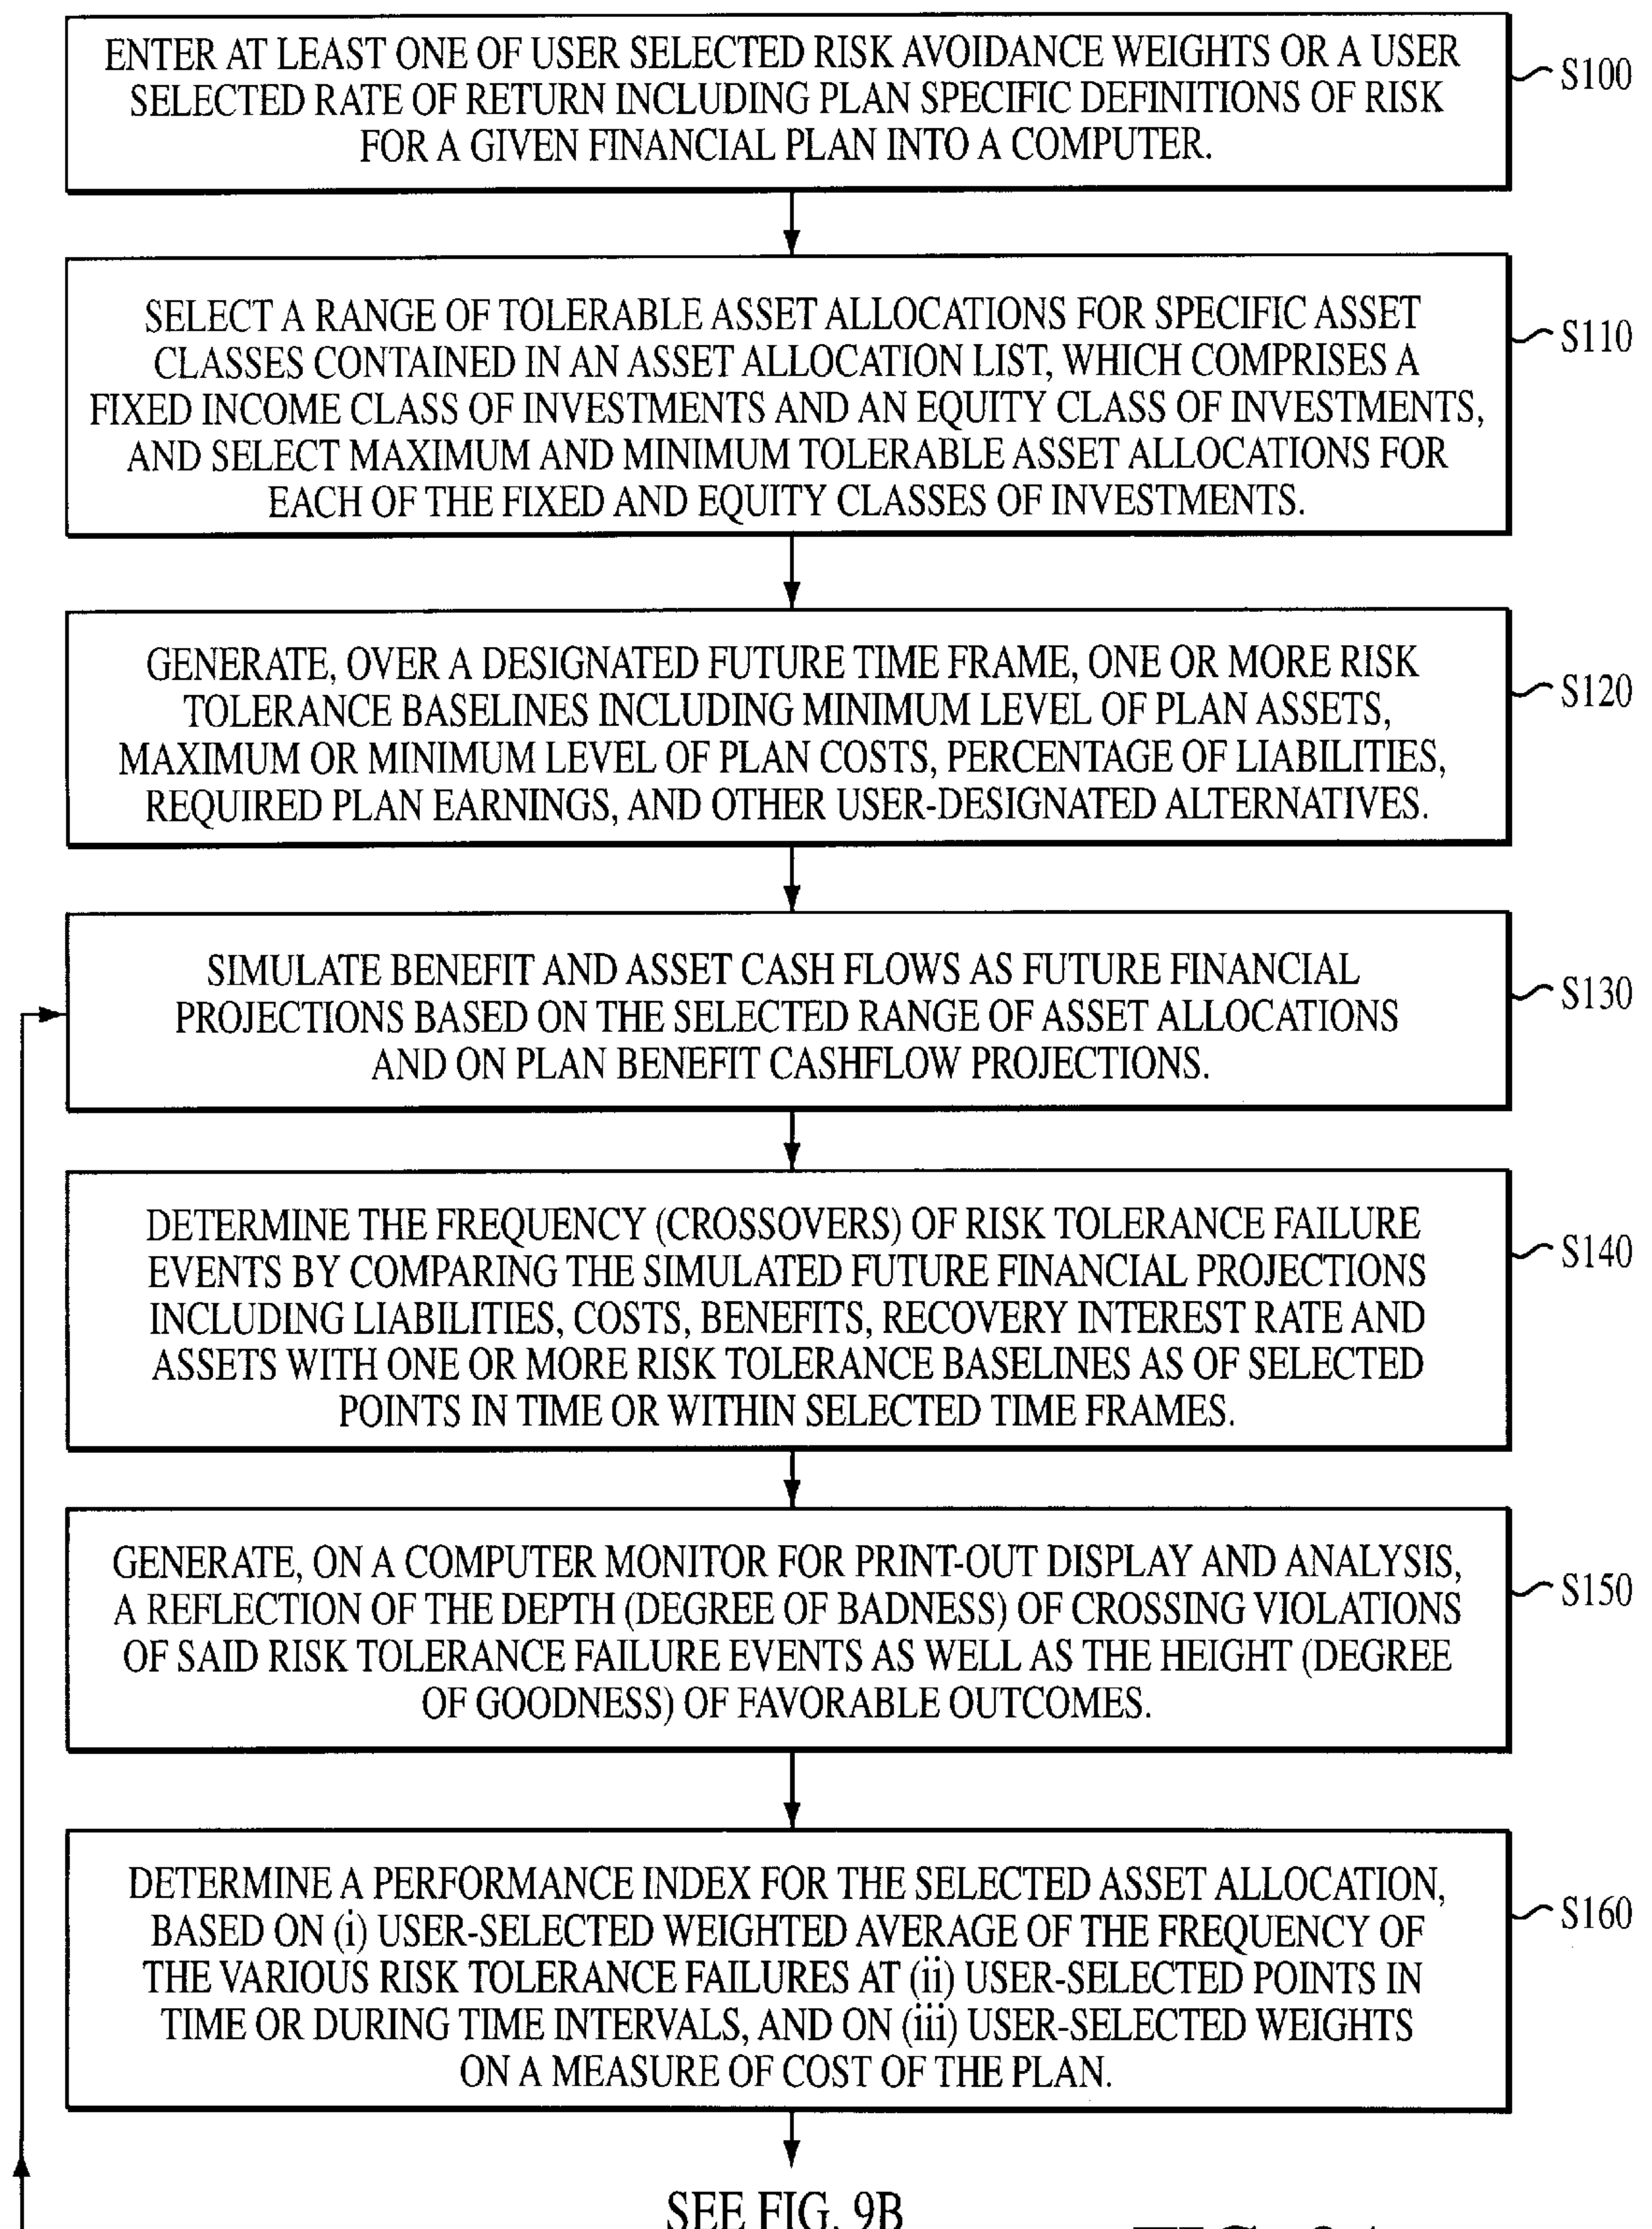 ENTER AT LEAST ONE OF USER SELECTED RISK AVOIDANCE WEIGHTS OR A USER
SELECTED RATE OF RETURN INCLUDING PLAN SPECIFIC DEFINITIONS OF RISK
FOR A GIVEN FINANCIAL PLAN INTO A COMPUTER.
S100
SELECT A RANGE OF TOLERABLE ASSET ALLOCATIONS FOR SPECIFIC ASSET
CLASSES CONTAINED IN AN ASSET ALLOCATION LIST, WHICH COMPRISES A
FIXED INCOME CLASS OF INVESTMENTS AND AN EQUITY CLASS OF INVESTMENTS,
AND SELECT MAXIMUM AND MINIMUM TOLERABLE ASSET ALLOCATIONS FOR
EACH OF THE FIXED AND EQUITY CLASSES OF INVESTMENTS.
S110
GENERATE, OVER A DESIGNATED FUTURE TIME FRAME, ONE OR MORE RISK
TOLERANCE BASELINES INCLUDING MINIMUM LEVEL OF PLAN ASSETS,
MAXIMUM OR MINIMUM LEVEL OF PLAN COSTS, PERCENTAGE OF LIABILITIES,
REQUIRED PLAN EARNINGS, AND OTHER USER-DESIGNATED ALTERNATIVES.
S120
SIMULATE BENEFIT AND ASSET CASH FLOWS AS FUTURE FINANCIAL
PROJECTIONS BASED ON THE SELECTED RANGE OF ASSET ALLOCATIONS
AND ON PLAN BENEFIT CASHFLOW PROJECTIONS.
S130
DETERMINE THE FREQUENCY (CROSSOVERS) OF RISK TOLERANCE FAILURE
EVENTS BY COMPARING THE SIMULATED FUTURE FINANCIAL PROJECTIONS
INCLUDING LIABILITIES, COSTS, BENEFITS, RECOVERY INTEREST RATE AND
ASSETS WITH ONE OR MORE RISK TOLERANCE BASELINES AS OF SELECTED
POINTS IN TIME OR WITHIN SELECTED TIME FRAMES.
S140
GENERATE, ON A COMPUTER MONITOR FOR PRINT-OUT DISPLAY AND ANALYSIS,
A REFLECTION OF THE DEPTH (DEGREE OF BADNESS) OF CROSSING VIOLATIONS
OF SAID RISK TOLERANCE FAILURE EVENTS AS WELL AS THE HEIGHT (DEGREE
OF GOODNESS) OF FAVORABLE OUTCOMES.
S150
DETERMINE A PERFORMANCE INDEX FOR THE SELECTED ASSET ALLOCATION,
BASED ON (i) USER-SELECTED WEIGHTED AVERAGE OF THE FREQUENCY OF
THE VARIOUS RISK TOLERANCE FAILURES AT (ii) USER-SELECTED POINTS IN
TIME OR DURING TIME INTERVALS, AND ON (iii) USER-SELECTED WEIGHTS
ON A MEASURE OF COST OF THE PLAN.
S160
SEE FIG. 9B